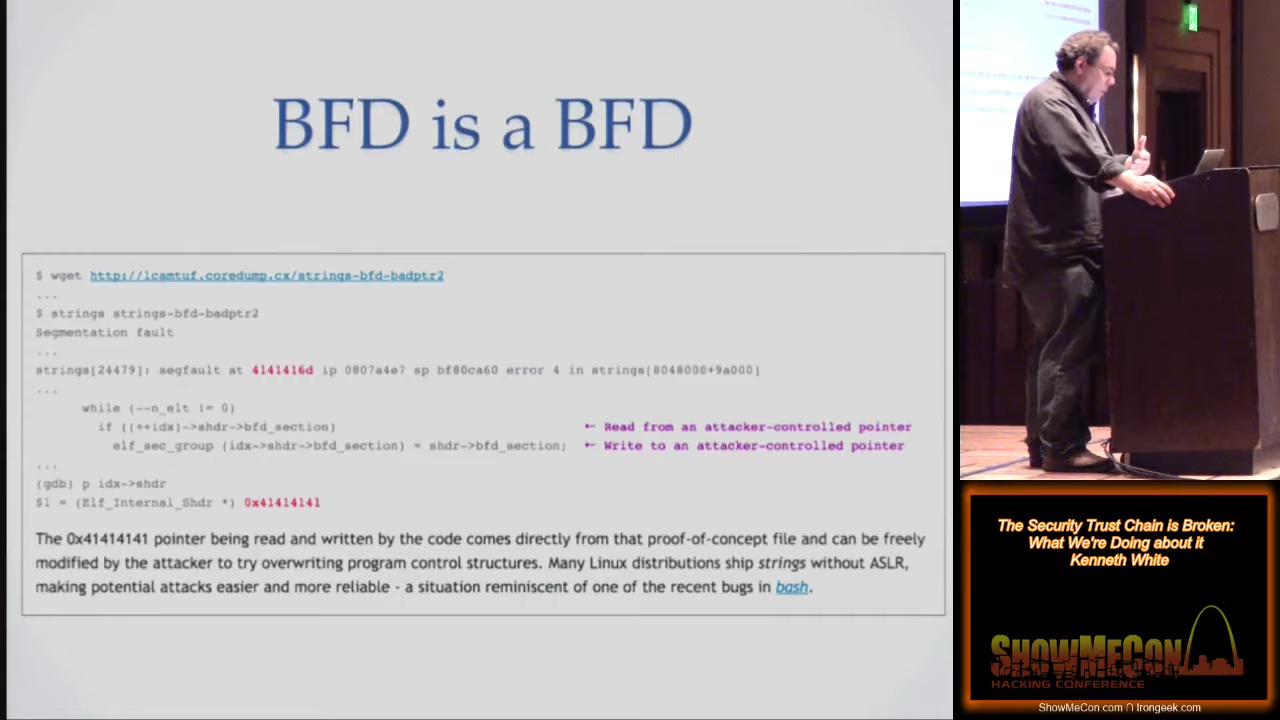 BFD is a BFD
$ wget http://lcamtuf.coredump.cx/strings-bfd-badptr2
...
$ strings strings-bfd-badptr2
Segmentation fault
...
strings[24479]: segfault at 4141416d ip 0807a4e7 sp bf80ca60 error 4 in strings[8048000+9a000]
...
while (--n_elt != 0)
if ((++idx)->shdr->bfd_section) ← Read from an attacker-controlled pointer
elf_sec_group (idx->shdr->bfd_section) = shdr->bfd_section; ← Write to an attacker-controlled pointer
...
(gdb) p idx->shdr
$1 = (Elf_Internal_Shdr *) 0x41414141
The 0x41414141 pointer being read and written by the code comes directly from that proof-of-concept file and can be freely
modified by the attacker to try overwriting program control structures. Many Linux distributions ship strings without ASLR,
making potential attacks easier and more reliable - a situation reminiscent of one of the recent bugs in bash.
The Security Trust Chain is Broken:
What We're Doing about it
Kenneth White
SHOWMECON
HACKING CONFERENCE
ShowMeCon.com ∩ Irongeek.com